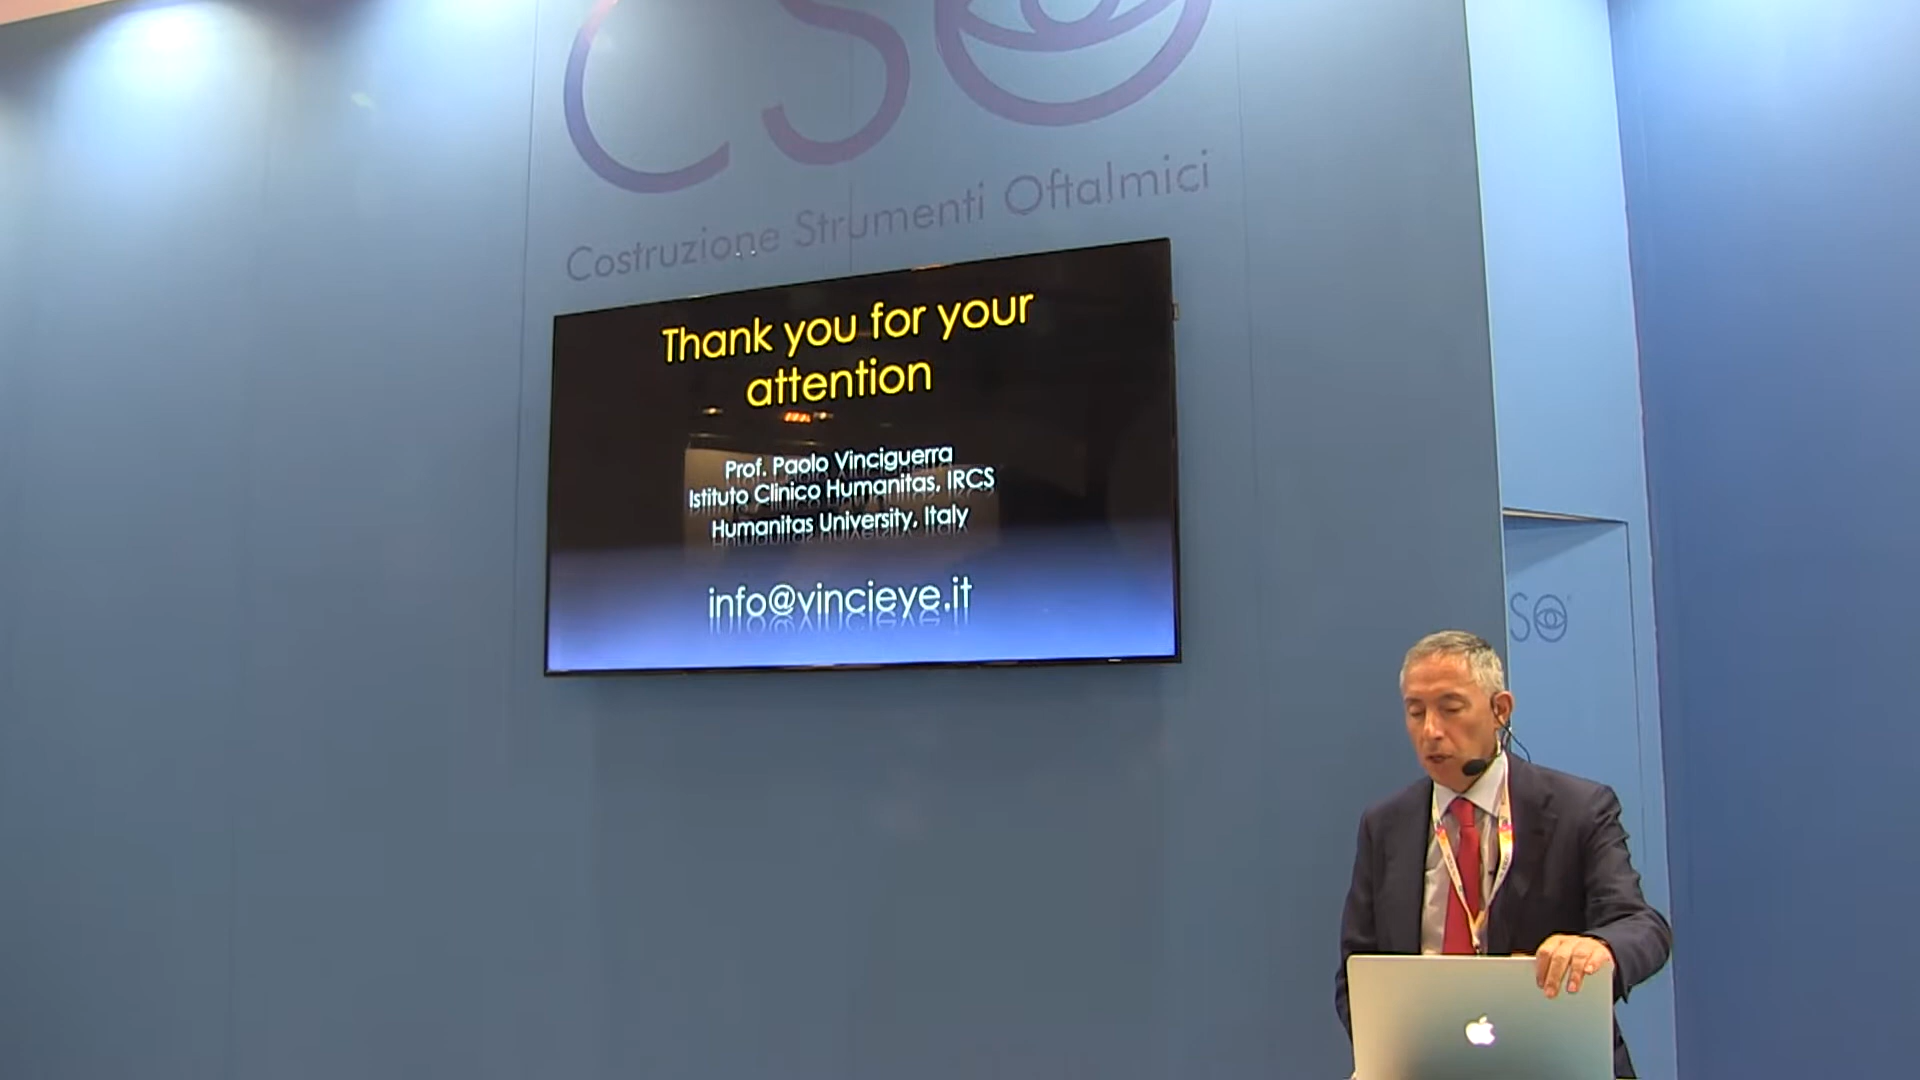 CSO
Costruzione Strumenti Oftalmici
Thank you for your
attention
Prof. Paolo Vinciguerra
Istituto Clinico Humanitas, IRCS
Humanitas University, Italy
info@vincieye.it
SO